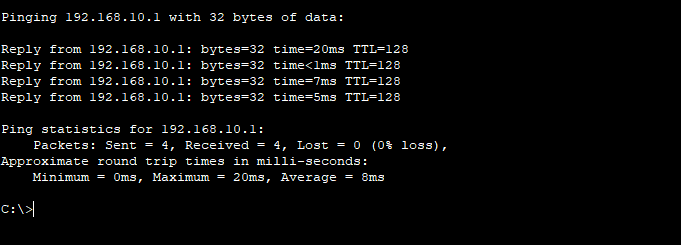 Pinging 192.168.10.1 with 32 bytes of data:
Reply from 192.168.10.1: bytes=32 time=20ms TTL=128
Reply from 192.168.10.1: bytes=32 time<1ms TTL=128
Reply from 192.168.10.1: bytes=32 time=7ms TTL=128
Reply from 192.168.10.1: bytes=32 time=5ms TTL=128
Ping statistics for 192.168.10.1:
Packets: Sent = 4, Received = 4, Lost = 0 (0% loss),
Approximate round trip times in milli-seconds:
Minimum = 0ms, Maximum = 20ms, Average = 8ms
C:\>